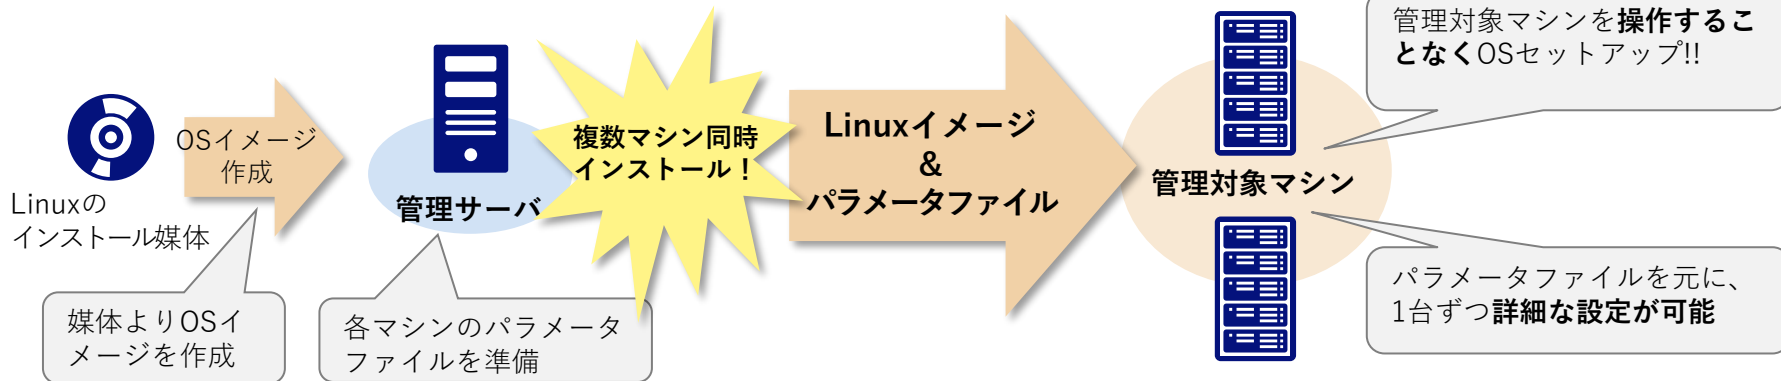 Linuxの
インストール媒体
OSイメージ
作成
媒体よりOSイ
メージを作成
管理サーバ
各マシンのパラメータ
ファイルを準備
複数マシン同時
インストール！
Linuxイメージ
&
パラメータファイル
管理対象マシン
管理対象マシンを操作するこ
となくOSセットアップ!!
パラメータファイルを元に、
1台ずつ詳細な設定が可能